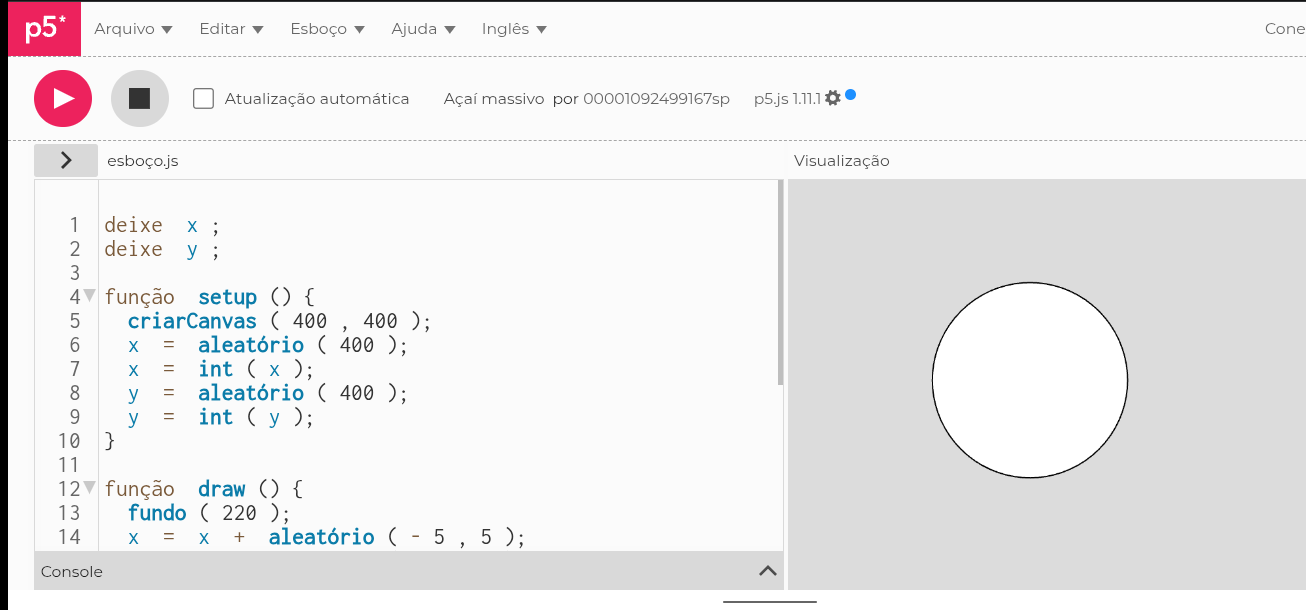 p5* Arquivo Editar Esboço Ajuda Inglês Cone
Atualização automática Açaí massivo por 00001092499167sp p5.js 1.11.1
esboço.js
Visualização
1 deixe x ;
2 deixe y ;
3
4 função setup () {
5 criarCanvas ( 400 , 400 );
6 x = aleatório ( 400 );
7 x = int ( x );
8 y = aleatório ( 400 );
9 y = int ( y );
10 }
11
12 função draw () {
13 fundo ( 220 );
14 x = x + aleatório ( - 5 , 5 );
Console